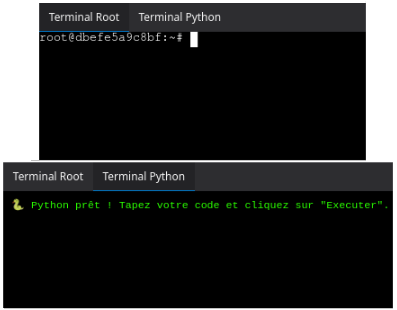 Terminal Root Terminal Python
root@dbefe5a9c8bf:~#
Terminal Root Terminal Python
🐍 Python prêt ! Tapez votre code et cliquez sur "Executer".